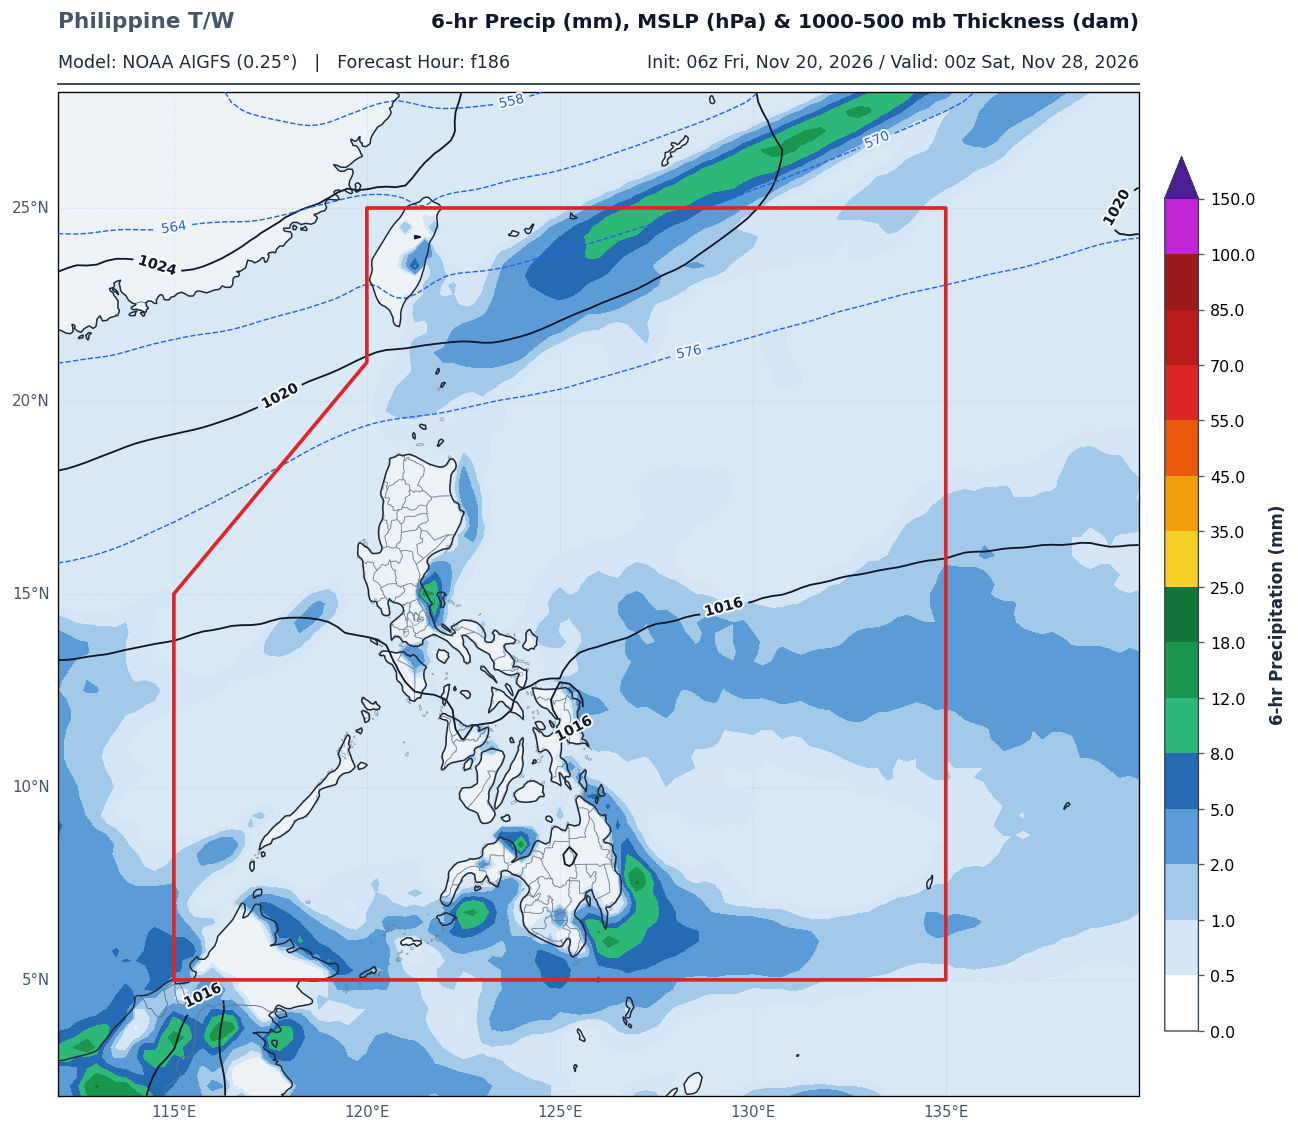 Philippine T/W
6-hr Precip (mm), MSLP (hPa) & 1000-500 mb Thickness (dam)
Model: NOAA AIGFS (0.25°) | Forecast Hour: f186
Init: 06z Fri, Nov 20, 2026 / Valid: 00z Sat, Nov 28, 2026
558
570
564
1024
1020
576
1020
1016
1016
1016
25°N
20°N
15°N
10°N
5°N
115°E
120°E
125°E
130°E
135°E
150.0
100.0
85.0
70.0
55.0
45.0
35.0
25.0
18.0
12.0
8.0
5.0
2.0
1.0
0.5
0.0
6-hr Precipitation (mm)